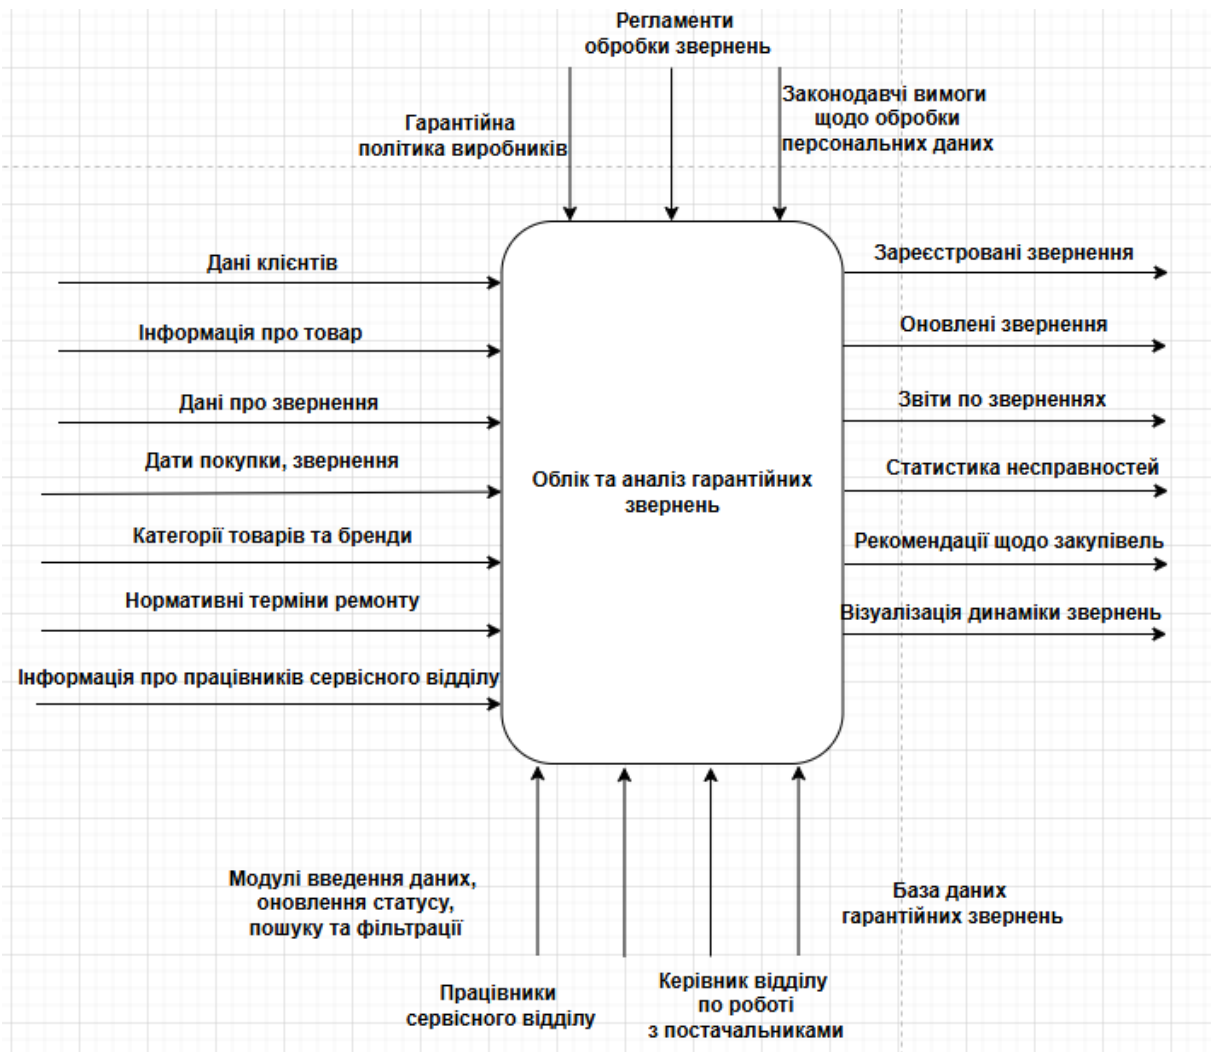 Регламенти
обробки звернень
Законодавчі вимоги
щодо обробки
персональних даних
Гарантійна
політика виробників
Дані клієнтів
Інформація про товар
Дані про звернення
Дати покупки, звернення
Категорії товарів та бренди
Нормативні терміни ремонту
Інформація про працівників сервісного відділу
Облік та аналіз гарантійних
звернень
Зареєстровані звернення
Оновлені звернення
Звіти по зверненнях
Статистика несправностей
Рекомендації щодо закупівель
Візуалізація динаміки звернень
Модулі введення даних,
оновлення статусу,
пошуку та фільтрації
Працівники
сервісного відділу
Керівник відділу
по роботі
з постачальниками
База даних
гарантійних звернень